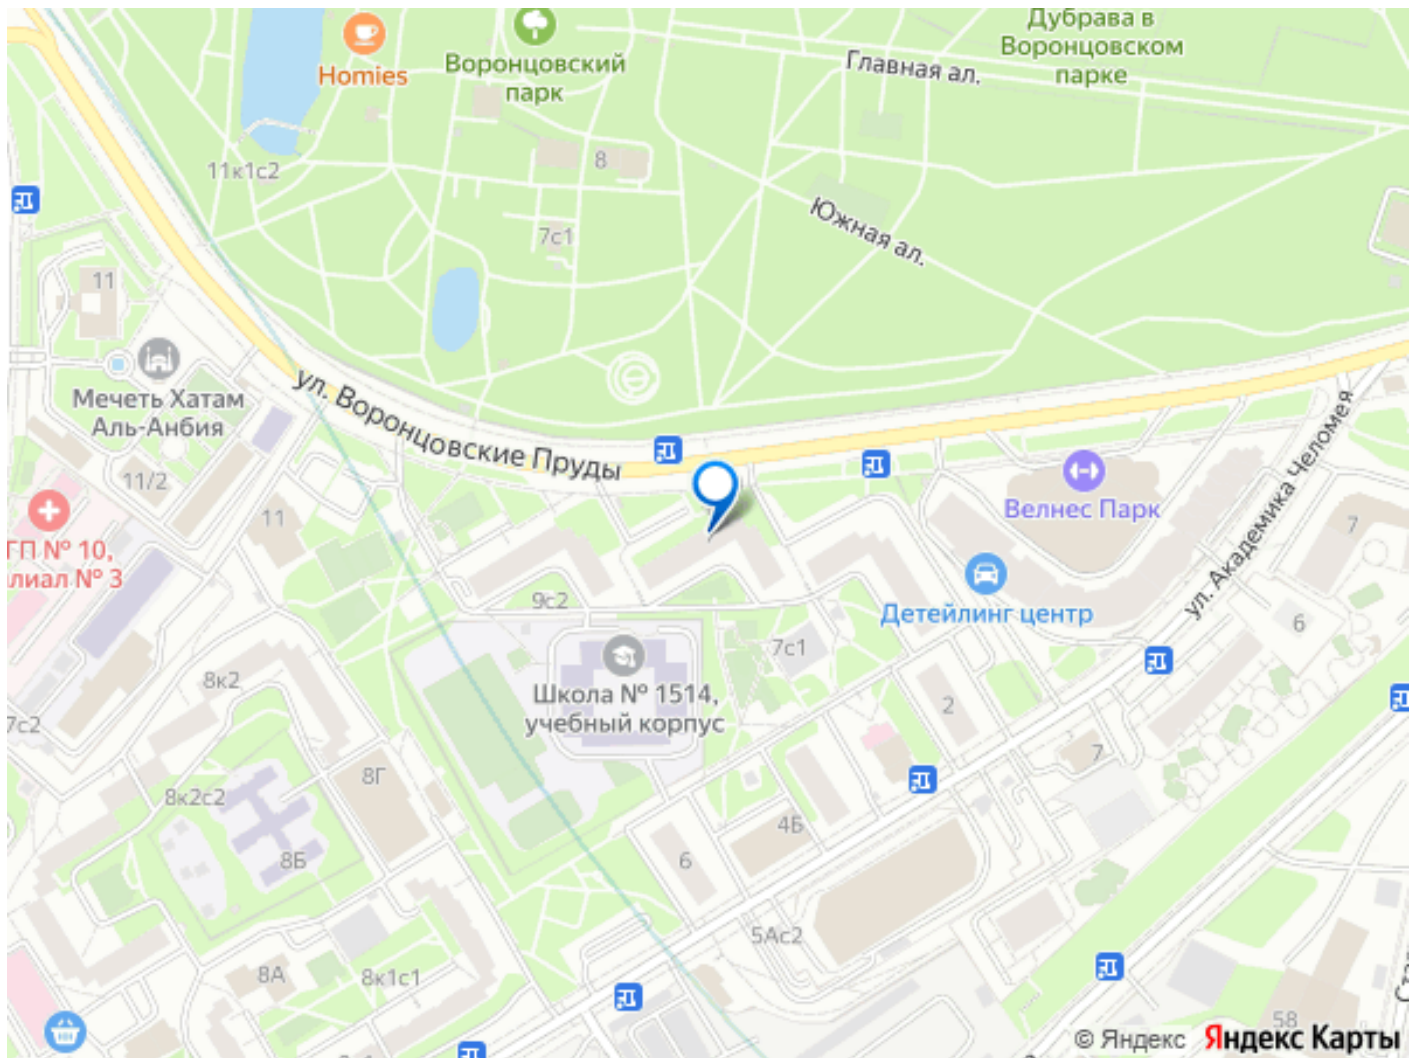 Homies
Воронцовский
парк
Дубрава в
Воронцовском
парке
Главная ал.
11к1с2
8
7с1
Южная ал.
11
Мечеть Хатам
Аль-Анбия
ул. Воронцовские Пруды
11/2
11
ГП № 10,
лиал № 3
Велнес Парк
ул. Академика Челомея
7
Детейлинг центр
9с2
7с1
6
Школа № 1514,
учебный корпус
8к2
7с2
2
7
8Г
8к2с2
8Б
4Б
6
5Ас2
8А
8к1с1
58
© Яндекс Яндекс Карты